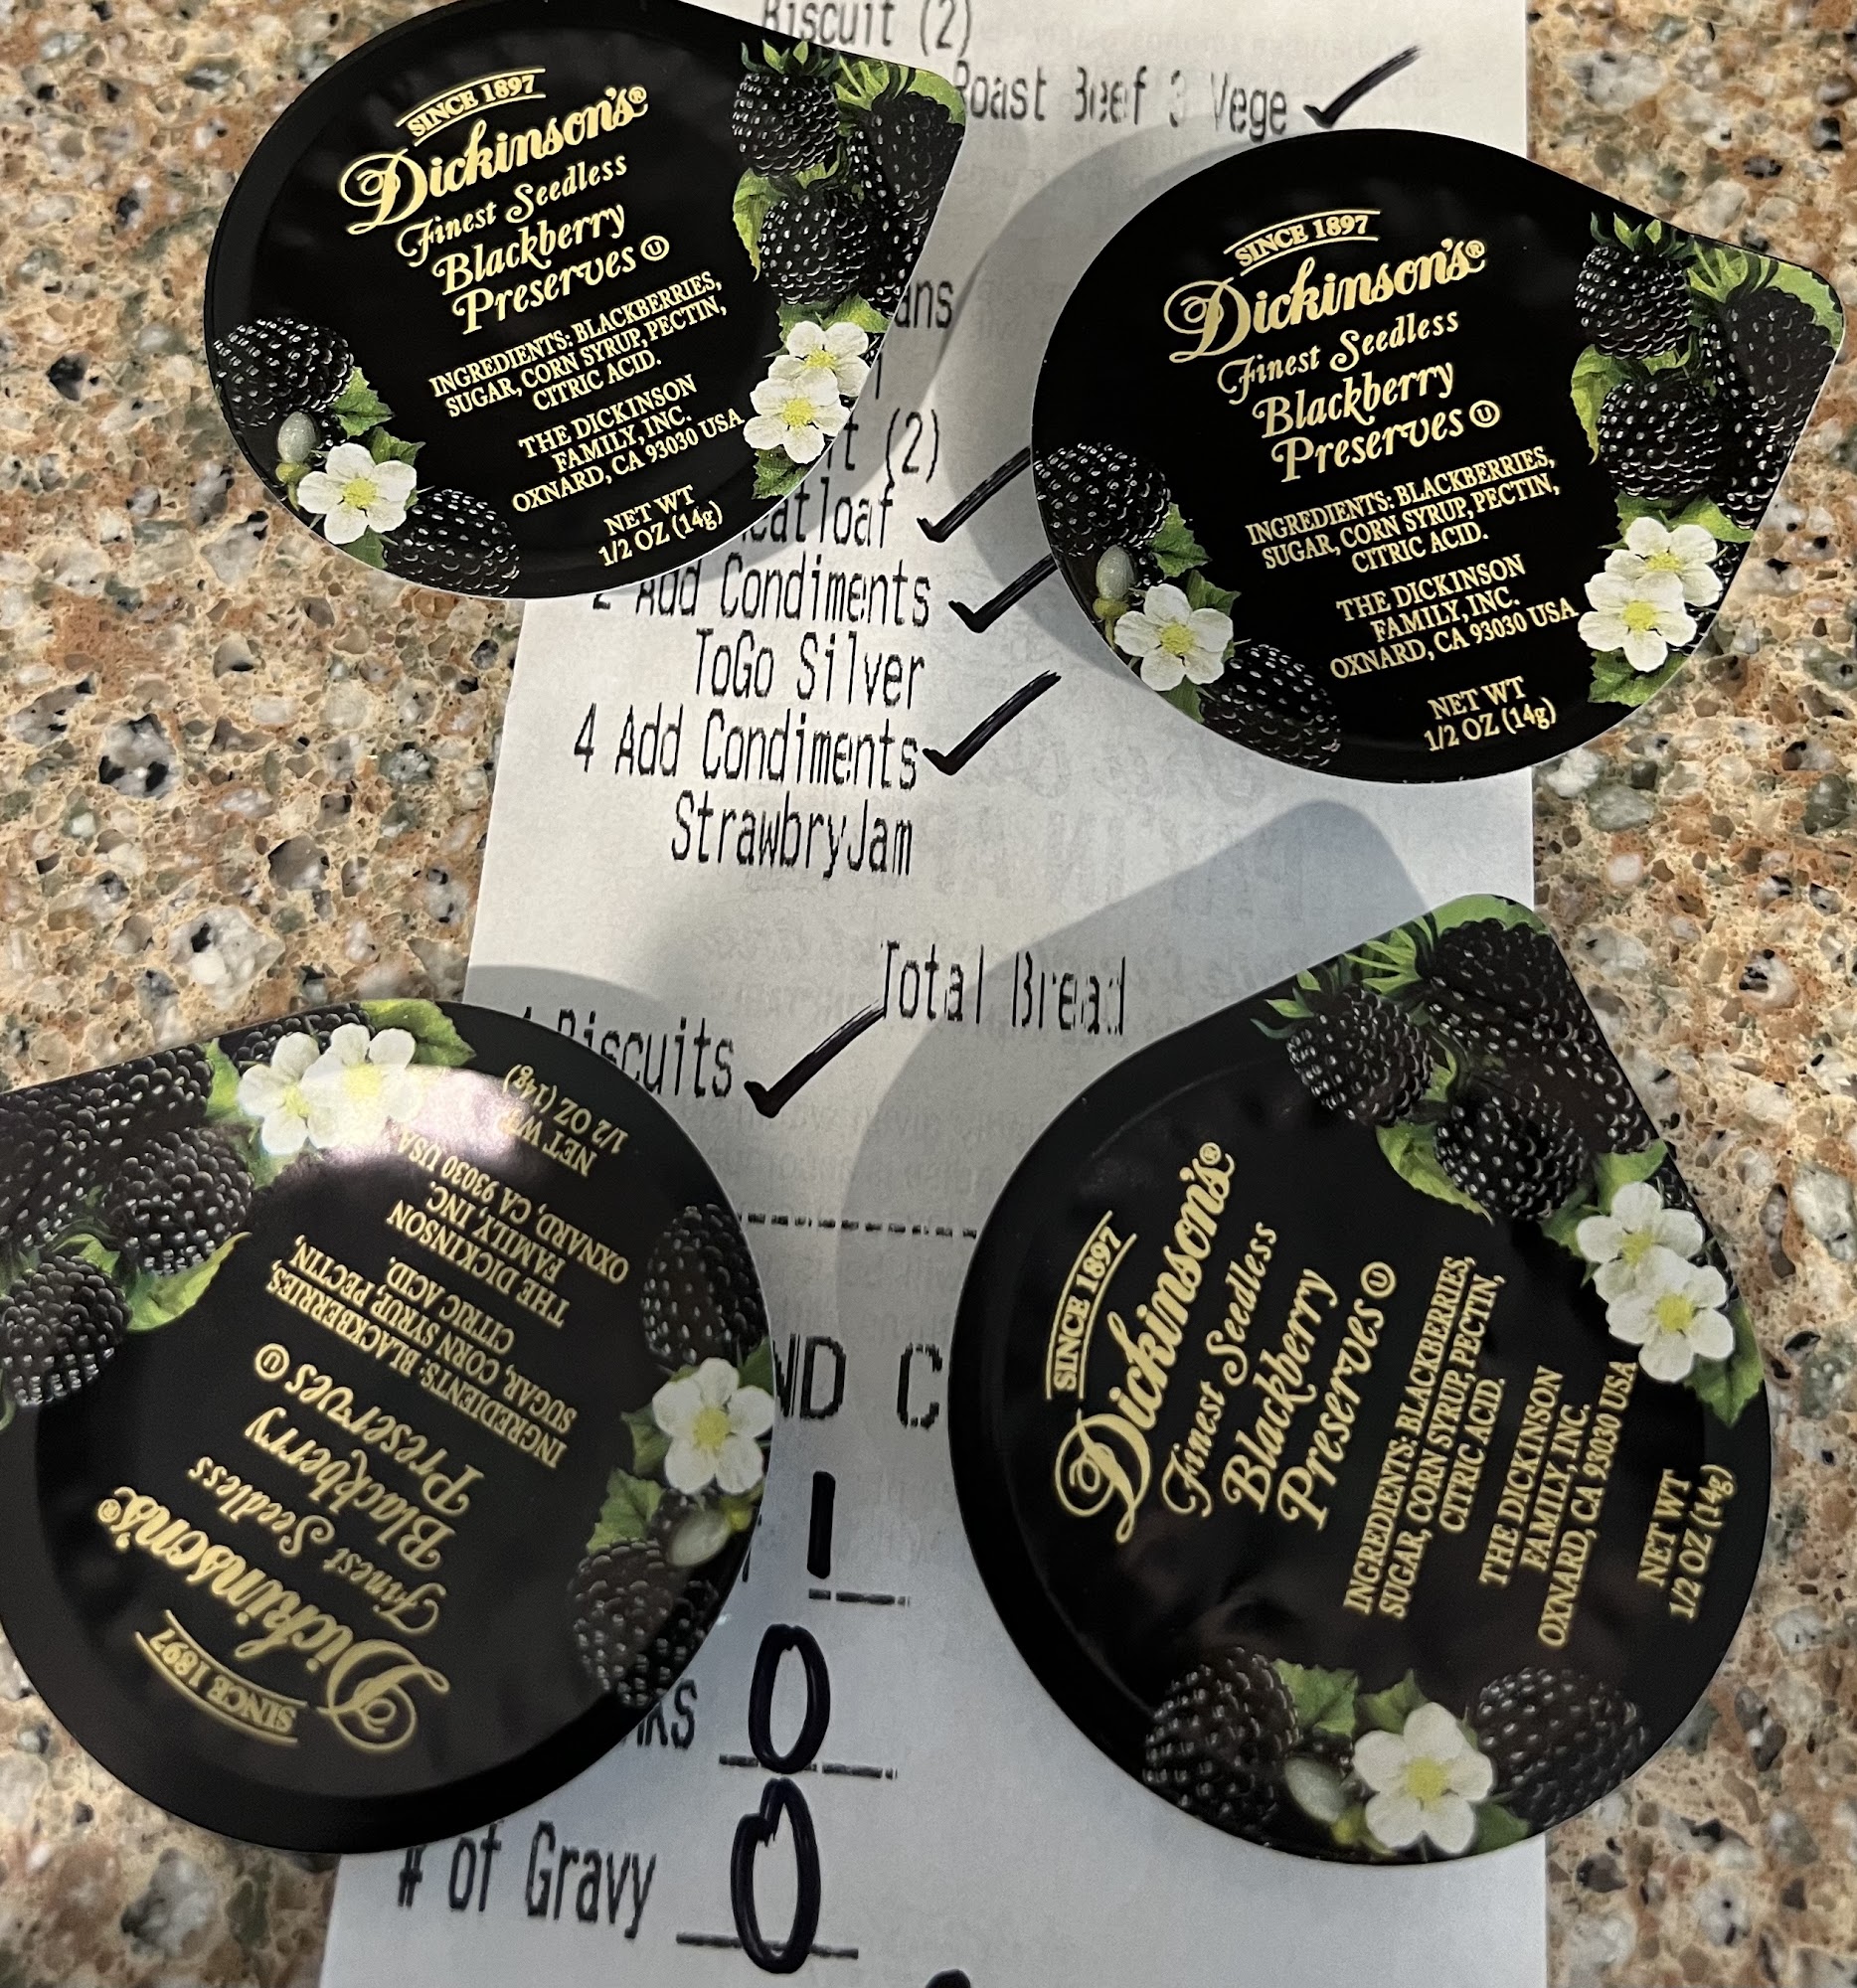 Biscuit (2)
Roast Beef 3 Vege
(2)
2 Add Condiments
ToGo Silver
4 Add Condiments
StrawbryJam
Total Bread
Biscuits
1
0
# of Gravy 0
SINCE 1897
Dickinson's®
Finest Seedless
Blackberry
Preserves Ⓤ
INGREDIENTS: BLACKBERRIES,
SUGAR, CORN SYRUP, PECTIN,
CITRIC ACID.
THE DICKINSON
FAMILY, INC.
OXNARD, CA 93030 USA
NET WT
1/2 OZ (14g)
SINCE 1897
Dickinson's®
Finest Seedless
Blackberry
Preserves Ⓤ
INGREDIENTS: BLACKBERRIES,
SUGAR, CORN SYRUP, PECTIN,
CITRIC ACID.
THE DICKINSON
FAMILY, INC.
OXNARD, CA 93030 USA
NET WT
1/2 OZ (14g)
SINCE 1897
Dickinson's®
Finest Seedless
Blackberry
Preserves Ⓤ
INGREDIENTS: BLACKBERRIES,
SUGAR, CORN SYRUP, PECTIN,
CITRIC ACID.
THE DICKINSON
FAMILY, INC.
OXNARD, CA 93030 USA
NET WT
1/2 OZ (14g)
SINCE 1897
Dickinson's®
Finest Seedless
Blackberry
Preserves Ⓤ
INGREDIENTS: BLACKBERRIES,
SUGAR, CORN SYRUP, PECTIN,
CITRIC ACID.
THE DICKINSON
FAMILY, INC.
OXNARD, CA 93030 USA
NET WT
1/2 OZ (14g)